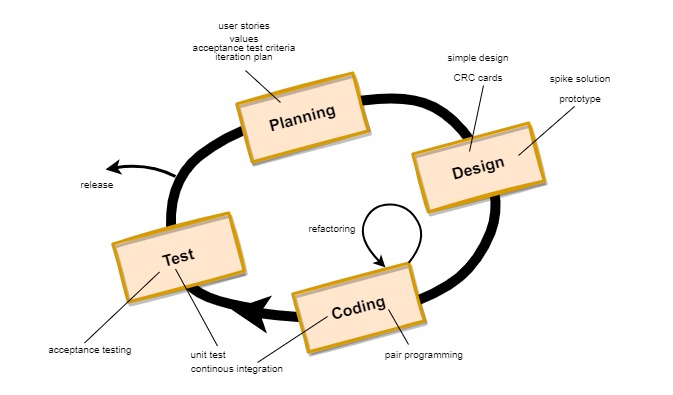 user stories
values
acceptance test criteria
iteration plan
simple design
CRC cards
spike solution
prototype
Planning
Design
release
refactoring
Test
Coding
acceptance testing
unit test
continous integration
pair programming